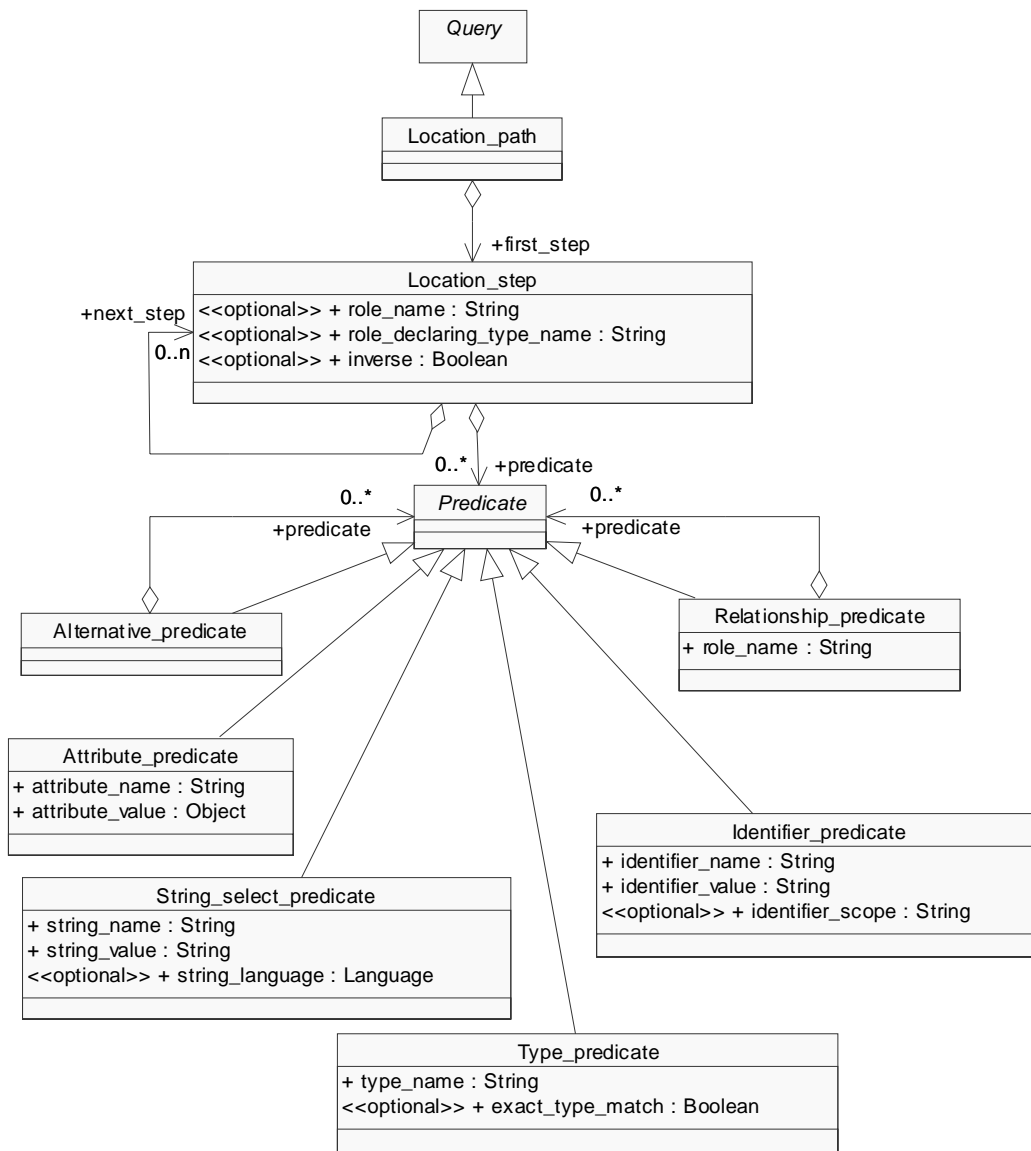 Query
Location_path
+first_step
Location_step
+next_step
0..n
<<optional>> + role_name : String
<<optional>> + role_declaring_type_name : String
<<optional>> + inverse : Boolean
0..*
+predicate
0..*
+predicate
Predicate
0..*
+predicate
Alternative_predicate
Relationship_predicate
+ role_name : String
Attribute_predicate
+ attribute_name : String
+ attribute_value : Object
Identifier_predicate
+ identifier_name : String
+ identifier_value : String
<<optional>> + identifier_scope : String
String_select_predicate
+ string_name : String
+ string_value : String
<<optional>> + string_language : Language
Type_predicate
+ type_name : String
<<optional>> + exact_type_match : Boolean